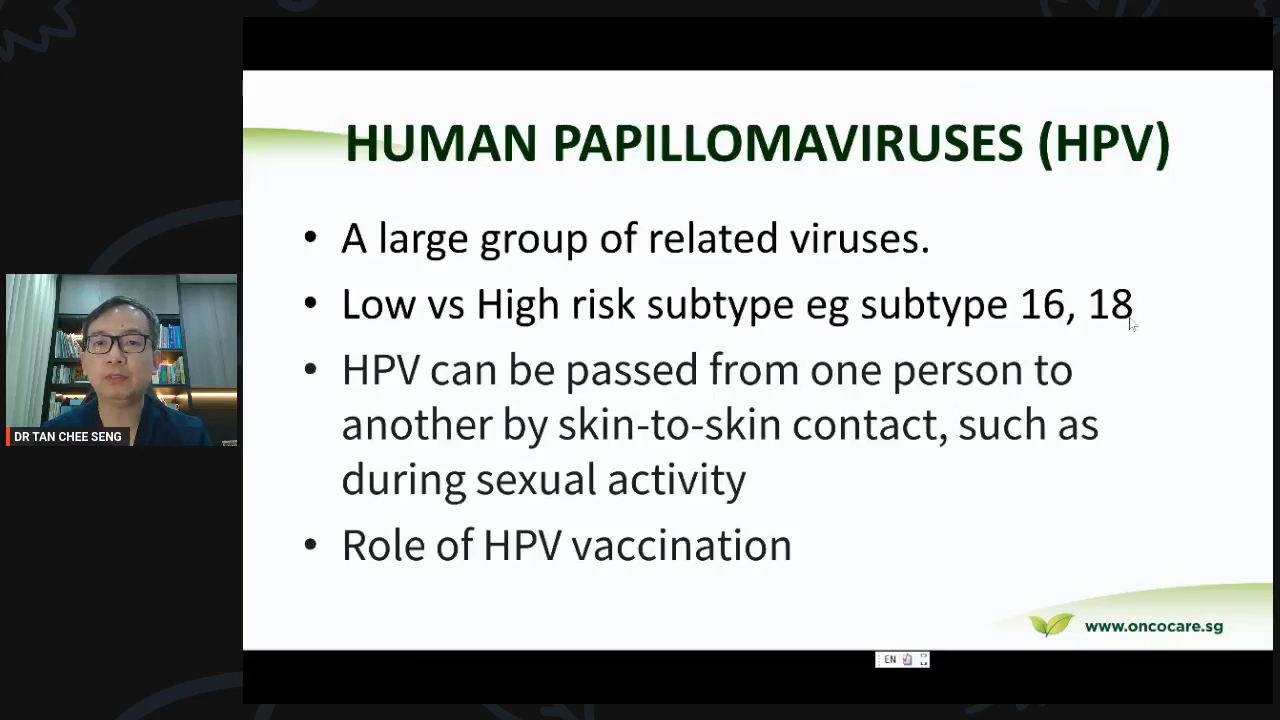 HUMAN PAPILLOMAVIRUSES (HPV)
• A large group of related viruses.
• Low vs High risk subtype eg subtype 16, 18
• HPV can be passed from one person to
another by skin-to-skin contact, such as
during sexual activity
• Role of HPV vaccination
DR TAN CHEE SENG
www.oncocare.sg
EN